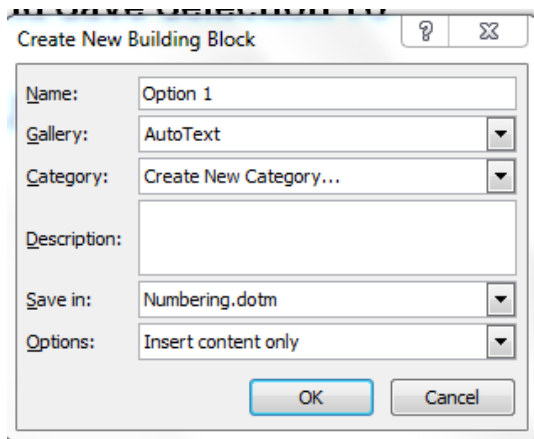 Create New Building Block
Name: Option 1
Gallery: AutoText
Category: Create New Category...
Description:
Save in: Numbering.dotm
Options: Insert content only
OK Cancel